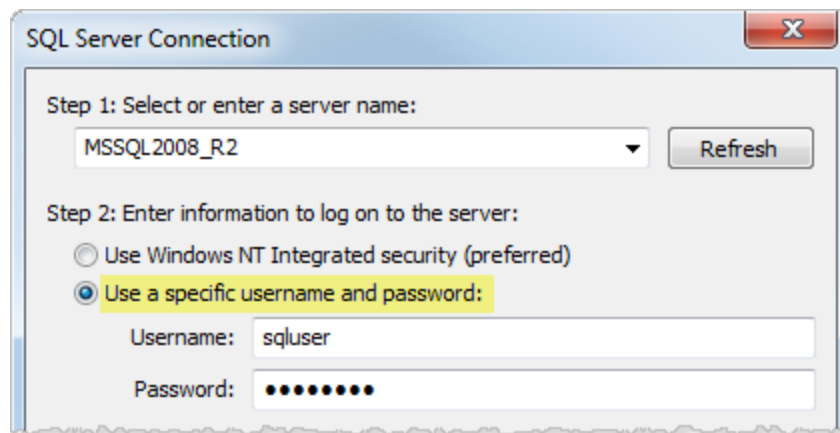 SQL Server Connection
Step 1: Select or enter a server name:
MSSQL2008_R2
Refresh
Step 2: Enter information to log on to the server:
Use Windows NT Integrated security (preferred)
Use a specific username and password:
Username: sqluser
Password: ●●●●●●●●